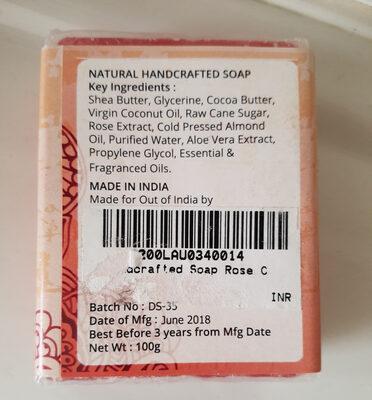 NATURAL HANDCRAFTED SOAP
Key Ingredients :
Shea Butter, Glycerine, Cocoa Butter,
Virgin Coconut Oil, Raw Cane Sugar,
Rose Extract, Cold Pressed Almond
Oil, Purified Water, Aloe Vera Extract,
Propylene Glycol, Essential &
Fragranced Oils.
MADE IN INDIA
Made for Out of India by
200LAU0340014
dcrafted Soap Rose C
INR
Batch No : DS-35
Date of Mfg : June 2018
Best Before 3 years from Mfg Date
Net Wt : 100g